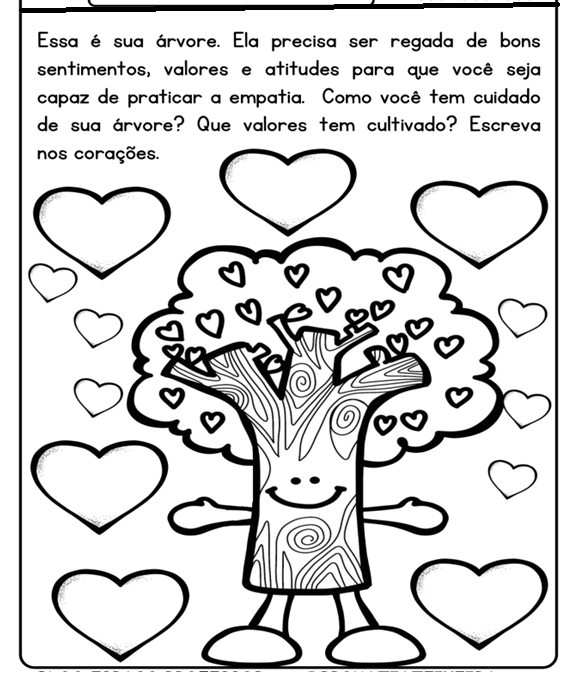 Essa é sua árvore. Ela precisa ser regada de bons
sentimentos, valores e atitudes para que você seja
capaz de praticar a empatia. Como você tem cuidado
de sua árvore? Que valores tem cultivado? Escreva
nos corações.